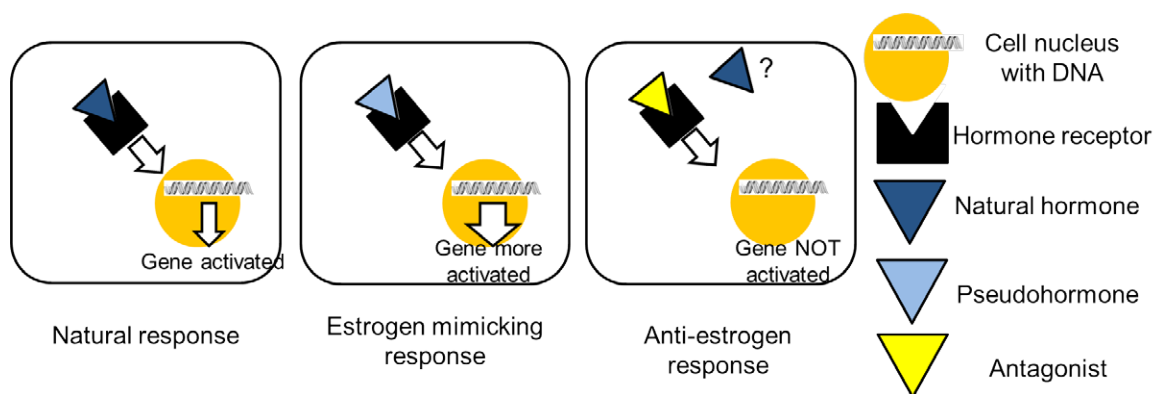 ?
Gene activated
Gene more
activated
Gene NOT
activated
Natural response
Estrogen mimicking
response
Anti-estrogen
response
Cell nucleus
with DNA
Hormone receptor
Natural hormone
Pseudohormone
Antagonist